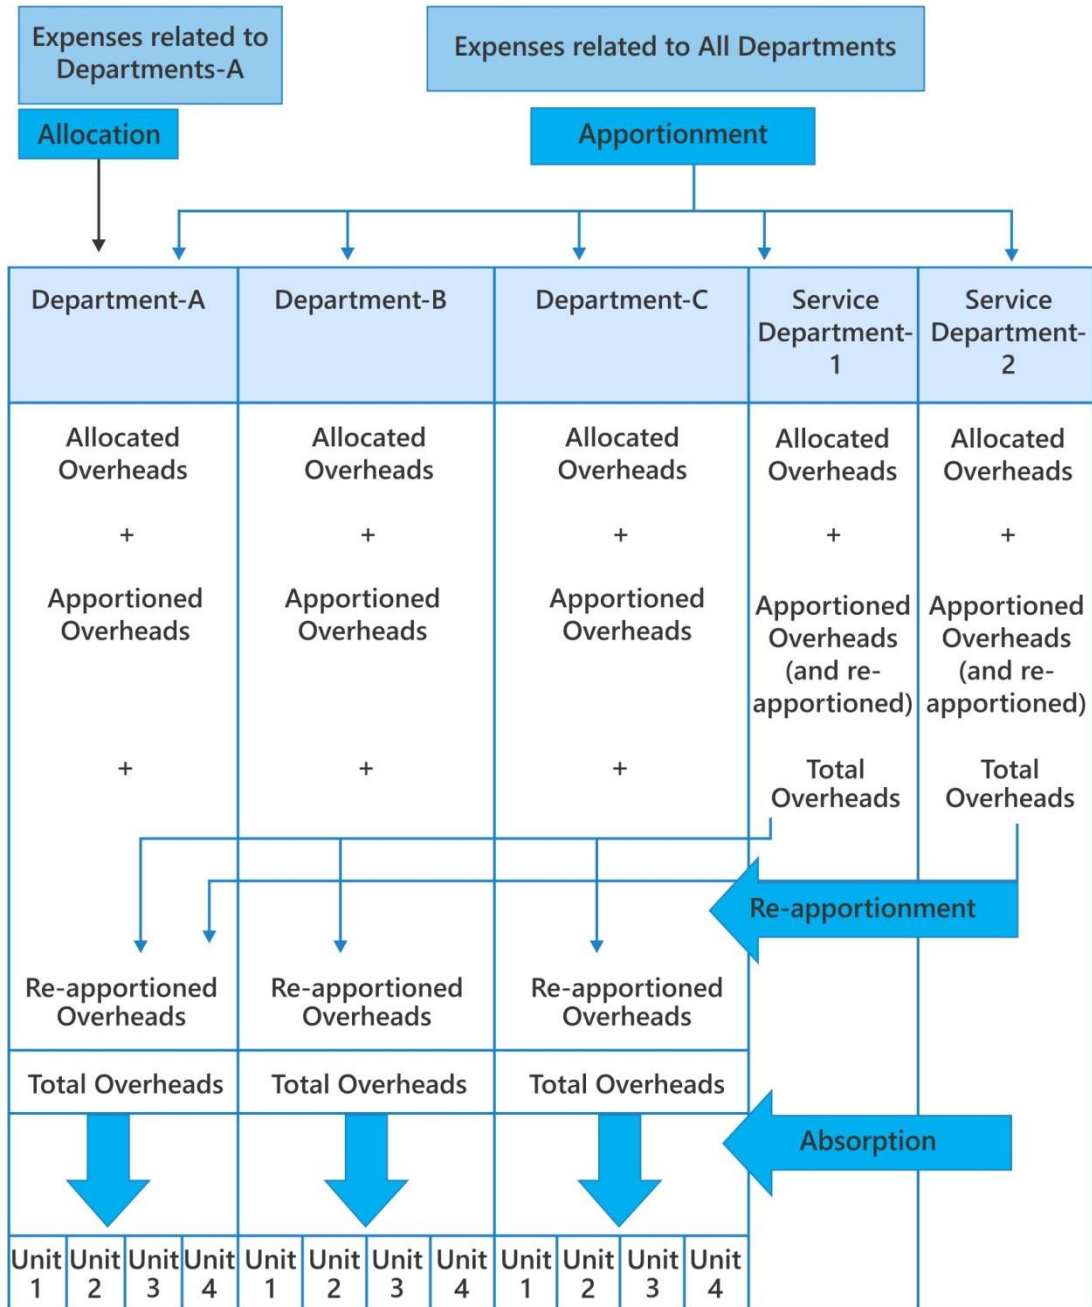 Expenses related to
Departments-A
Expenses related to All Departments
Allocation
Apportionment
Department-A
Department-B
Department-C
Service
Department-
1
Service
Department-
2
Allocated
Overheads
+
Apportioned
Overheads
+
Allocated
Overheads
+
Apportioned
Overheads
+
Allocated
Overheads
+
Apportioned
Overheads
+
Allocated
Overheads
+
Apportioned
Overheads
(and re-
apportioned)
Total
Overheads
Allocated
Overheads
+
Apportioned
Overheads
(and re-
apportioned)
Total
Overheads
Re-apportionment
Re-apportioned
Overheads
Re-apportioned
Overheads
Re-apportioned
Overheads
Total Overheads
Total Overheads
Total Overheads
Absorption
Unit
1
Unit
2
Unit
3
Unit
4
Unit
1
Unit
2
Unit
3
Unit
4
Unit
1
Unit
2
Unit
3
Unit
4